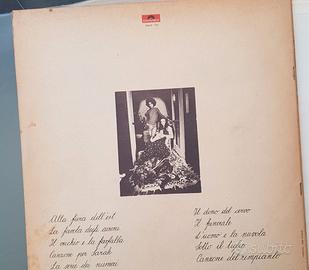 Alla fiera dell'est
La favola degli aironi
Il vecchio e la farfalla
Canzone per Sarah
La serie dei numeri
Il dono del cervo
Il funerale
L'uomo e la nuvola
Sotto il tiglio
Canzone del rimpianto